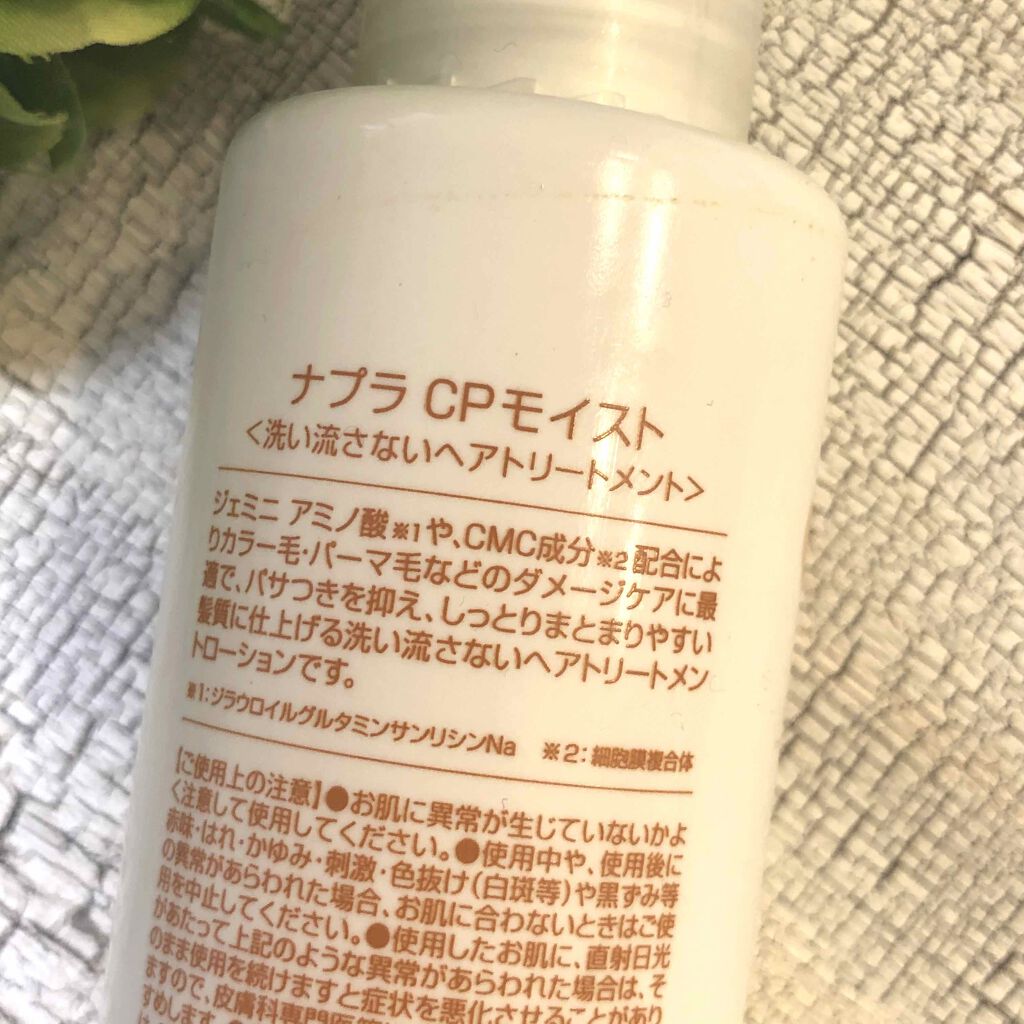 ナプラ CPモイスト
<洗い流さないヘアトリートメント>
ジェミニ アミノ酸※1や、CMC成分※2配合によ
りカラー毛・パーマ毛などのダメージケアに最
適で、パサつきを抑え、しっとりまとまりやすい
髪質に仕上げる洗い流さないヘアトリートメン
トローションです。
※1:ジラウロイルグルタミンサンリシンNa ※2:細胞膜複合体
【ご使用上の注意】●お肌に異常が生じていないかよ
く注意して使用してください。●使用中や、使用後に
赤味・はれ・かゆみ・刺激・色抜け(白斑等)や黒ずみ等
の異常があらわれた場合、お肌に合わないときはご使
用を中止してください。●使用したお肌に、直射日光
があたって上記のような異常があらわれた場合は、そ
のまま使用を続けますと症状を悪化させることがあり
ますので、皮膚科専門医等
すめします。